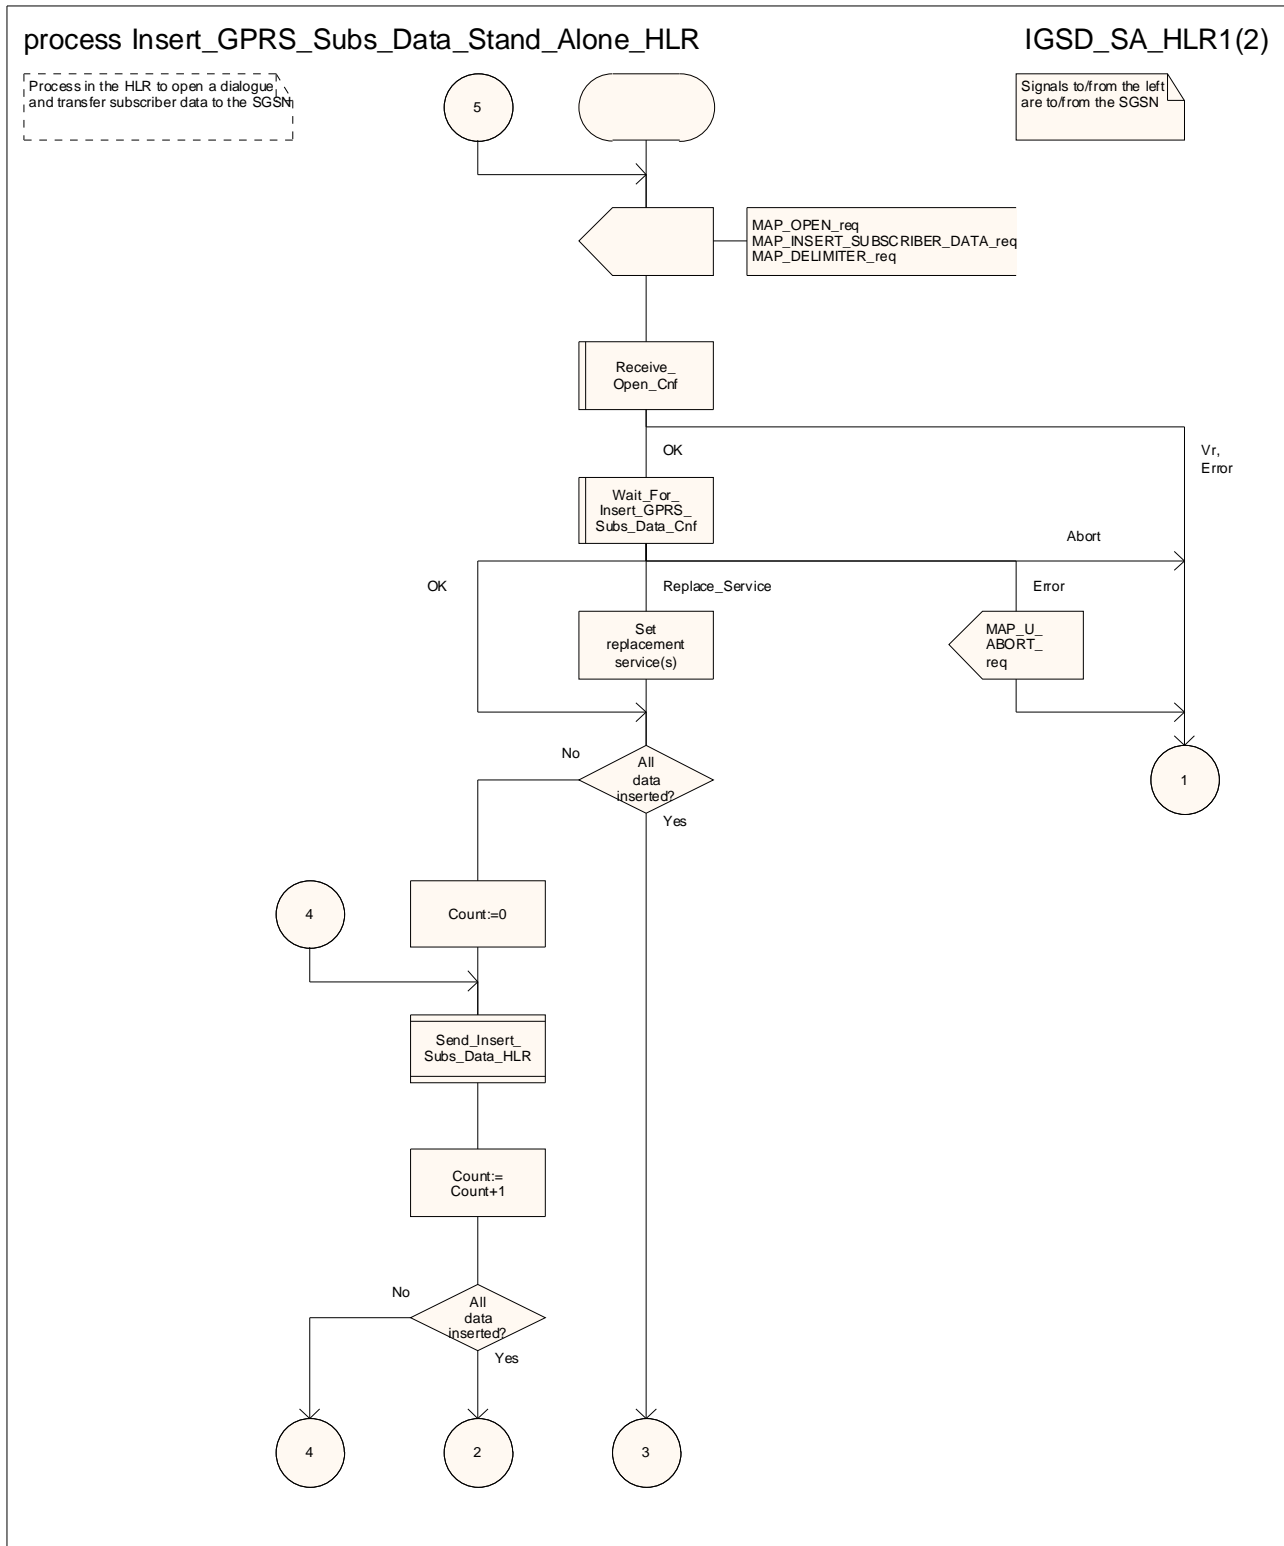 process Insert_GPRS_Subs_Data_Stand_Alone_HLR
IGSD_SA_HLR1(2)
Process in the HLR to open a dialogue
and transfer subscriber data to the SGSN
5
Signals to/from the left
are to/from the SGSN
MAP_OPEN_req
MAP_INSERT_SUBSCRIBER_DATA_req
MAP_DELIMITER_req
Receive_
Open_Cnf
OK
Vr,
Error
Wait_For_
Insert_GPRS_
Subs_Data_Cnf
Abort
OK
Replace_Service
Error
Set
replacement
service(s)
MAP_U_
ABORT_
req
No
All
data
inserted?
Yes
1
4
Count:=0
Send_Insert_
Subs_Data_HLR
Count:=
Count+1
No
All
data
inserted?
Yes
4
2
3